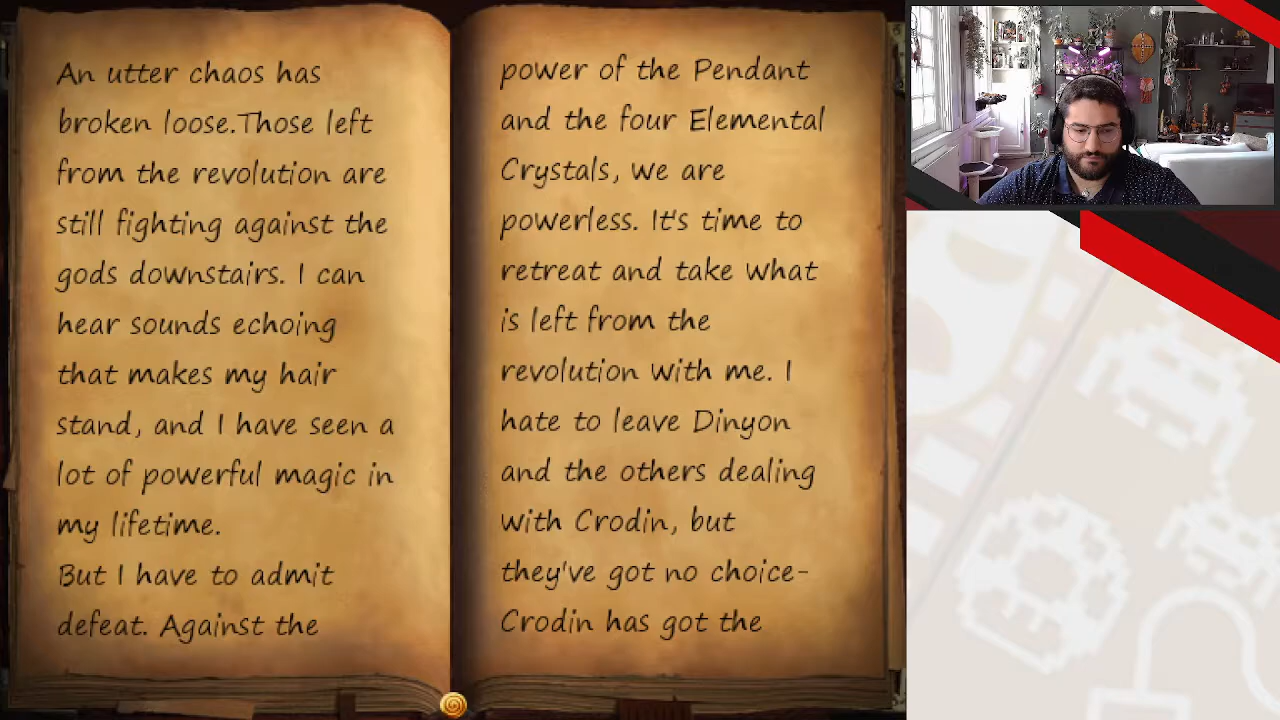 An utter chaos has
broken loose.Those left
from the revolution are
still fighting against the
gods downstairs. I can
hear sounds echoing
that makes my hair
stand, and I have seen a
lot of powerful magic in
my lifetime.
But I have to admit
defeat. Against the
power of the Pendant
and the four Elemental
Crystals, we are
powerless. It's time to
retreat and take what
is left from the
revolution with me. I
hate to leave Dinyon
and the others dealing
with Crodin, but
they've got no choice-
Crodin has got the